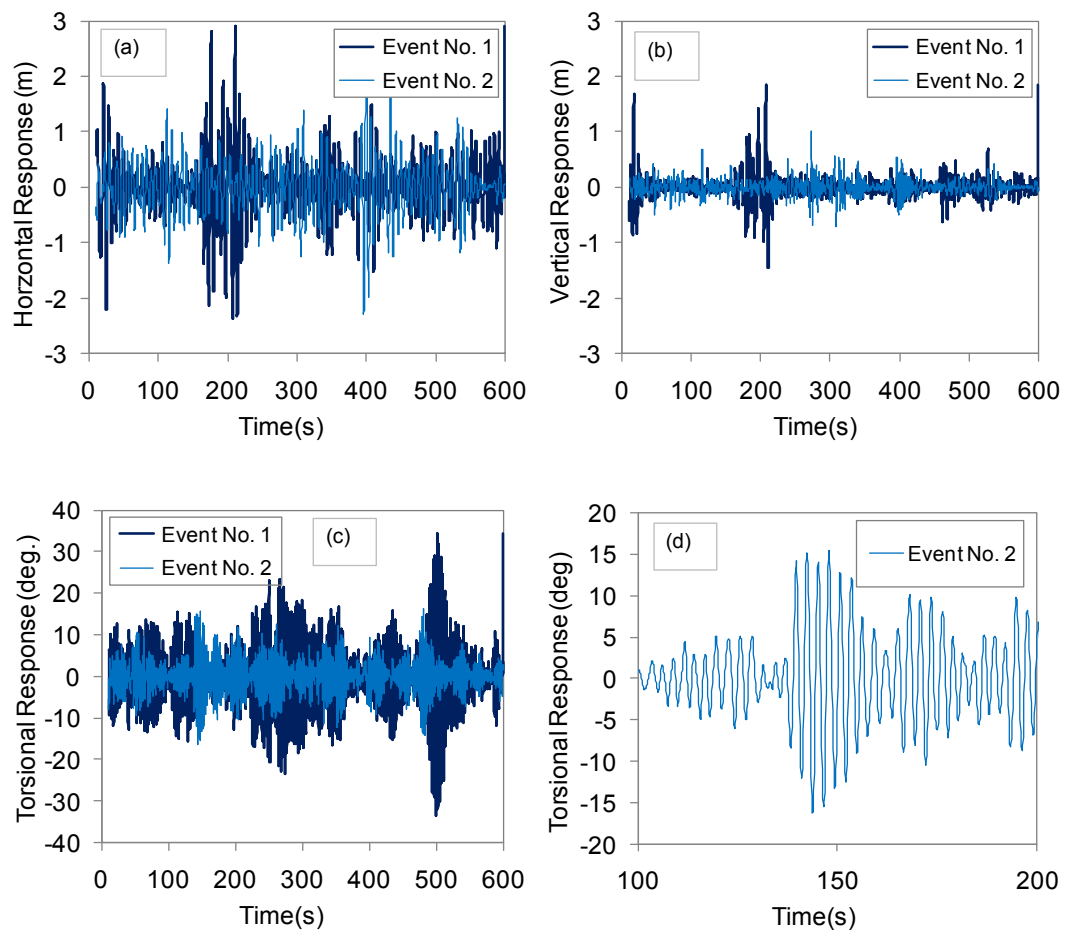 (a)
Event No. 1
Event No. 2
Horzontal Response (m)
3
2
1
0
-1
-2
-3
0 100 200 300 400 500 600
Time(s)
(b)
Event No. 1
Event No. 2
Vertical Response (m)
3
2
1
0
-1
-2
-3
0 100 200 300 400 500 600
Time(s)
Event No. 1
Event No. 2
(c)
Torsional Response (deg.)
40
30
20
10
0
-10
-20
-30
-40
0 100 200 300 400 500 600
Time(s)
(d)
Event No. 2
Torsional Response (deg)
20
15
10
5
0
-5
-10
-15
-20
100 150 200
Time(s)